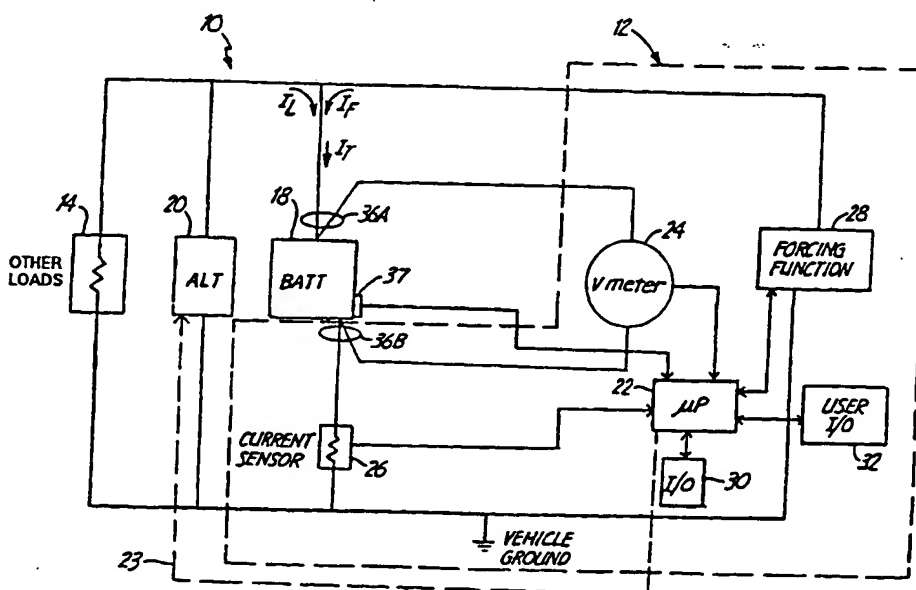 10
12
I_L
I_F
I_T
14
20
18
36A
24
28
OTHER
LOADS
ALT
BATT
37
V meter
FORCING
FUNCTION
36B
22
μP
USER
I/O
32
CURRENT
SENSOR
26
I/O
30
23
VEHICLE
GROUND